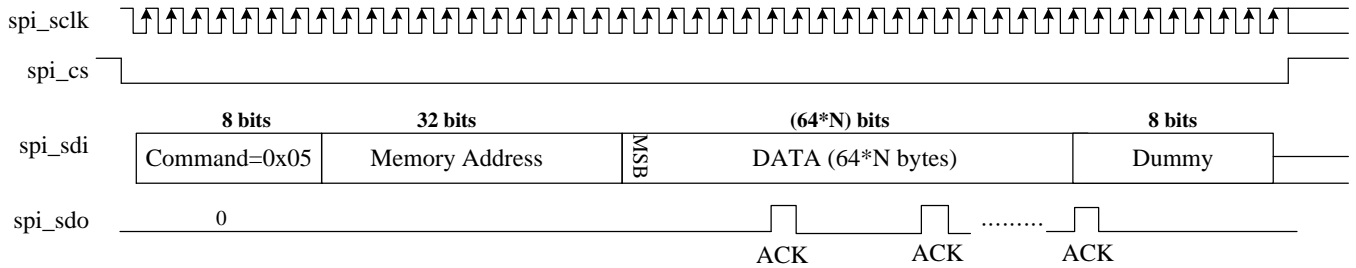 spi_sclk
spi_cs
8 bits 32 bits (64*N) bits 8 bits
spi_sdi Command=0x05 Memory Address MSB DATA (64*N bytes) Dummy
spi_sdo 0 .........
ACK ACK ACK